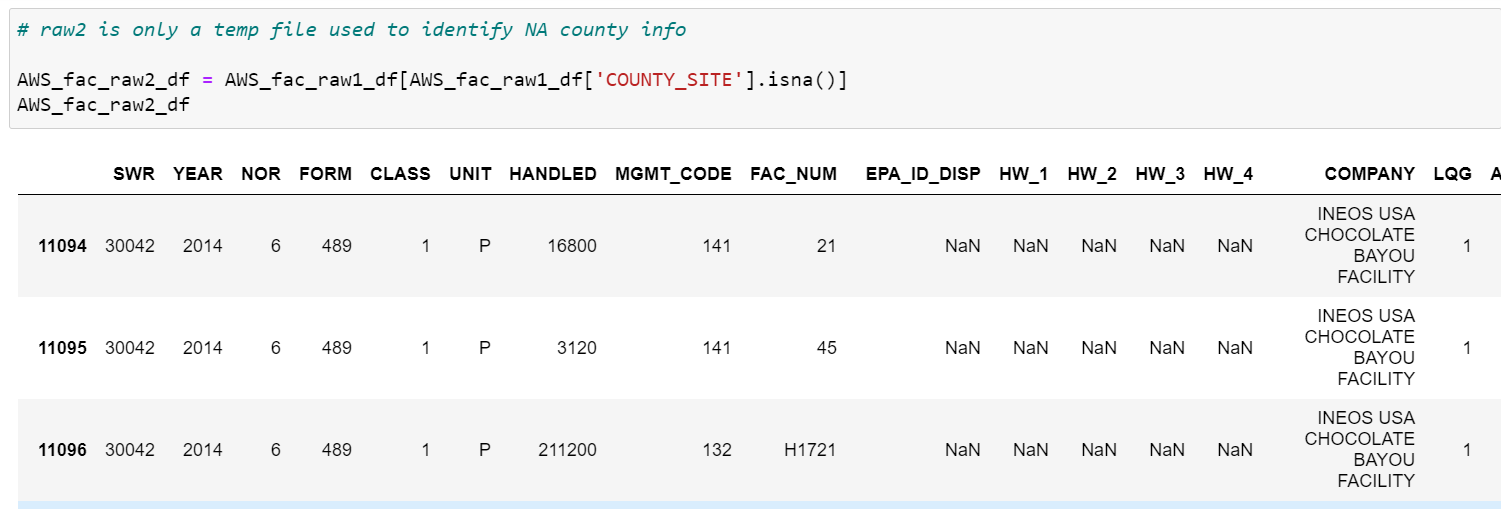 # raw2 is only a temp file used to identify NA county info
AWS_fac_raw2_df = AWS_fac_raw1_df[AWS_fac_raw1_df['COUNTY_SITE'].isna()]
AWS_fac_raw2_df
SWR YEAR NOR FORM CLASS UNIT HANDLED MGMT_CODE FAC_NUM EPA_ID_DISP HW_1 HW_2 HW_3 HW_4 COMPANY LQG A
INEOS USA
CHOCOLATE
11094 30042 2014 6 489 1 P 16800 141 21 NaN NaN NaN NaN NaN 1
BAYOU
FACILITY
INEOS USA
CHOCOLATE
11095 30042 2014 6 489 1 P 3120 141 45 NaN NaN NaN NaN NaN 1
BAYOU
FACILITY
INEOS USA
CHOCOLATE
11096 30042 2014 6 489 1 P 211200 132 H1721 NaN NaN NaN NaN NaN 1
BAYOU
FACILITY